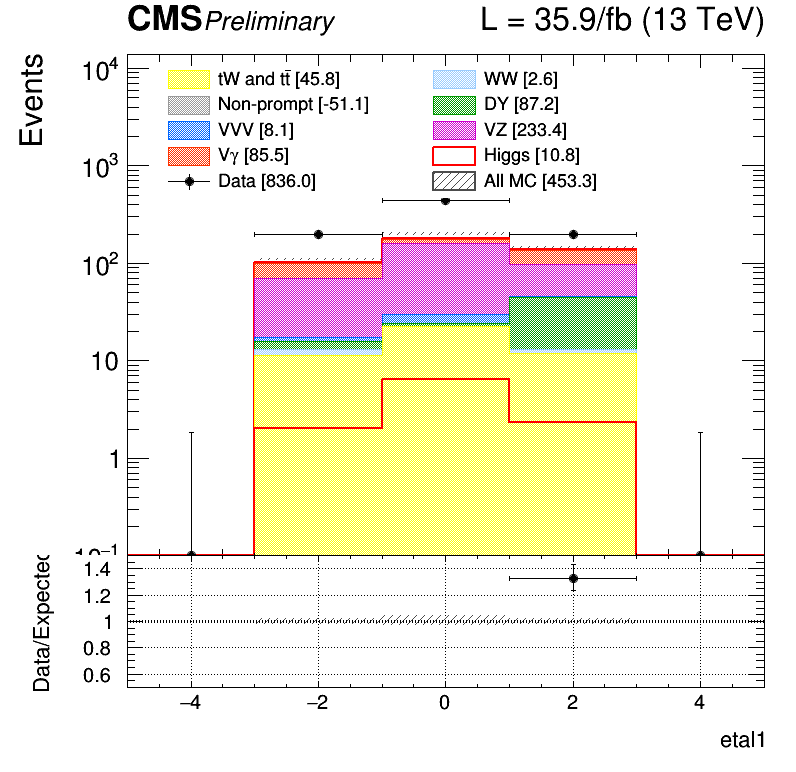 CMS Preliminary L = 35.9/fb (13 TeV)
Events
10⁴
10³
10²
10
1
10⁻¹
tW and tt̄ [45.8]
WW [2.6]
Non-prompt [-51.1]
DY [87.2]
VVV [8.1]
VZ [233.4]
Vγ [85.5]
Higgs [10.8]
Data [836.0]
All MC [453.3]
Data/Expected
1.4
1.2
1
0.8
0.6
−4 −2 0 2 4
etal1